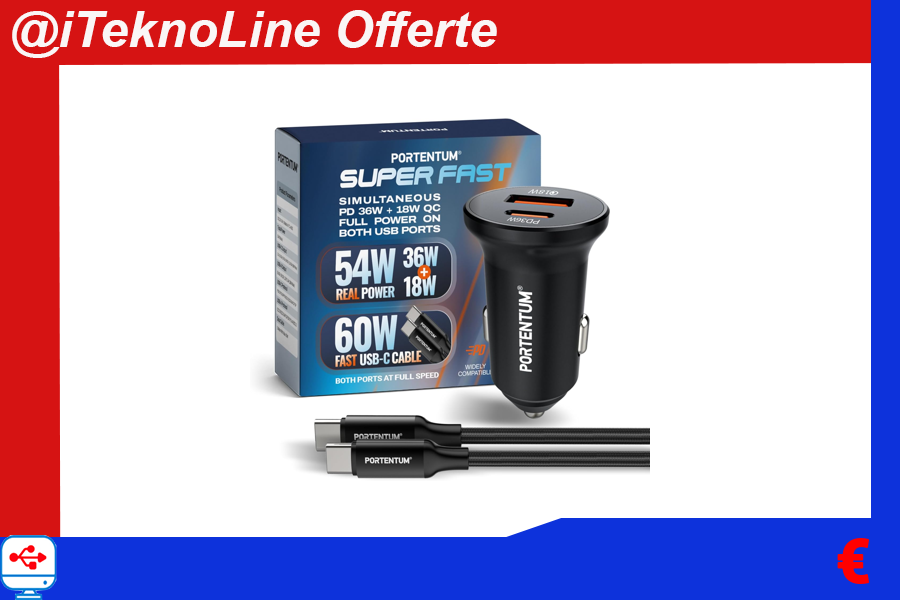 @iTeknoLine Offerte
PORTENTUM®
PORTENTUM
PORTENTUM®
SUPER FAST
SIMULTANEOUS
PD 36W + 18W QC
FULL POWER ON
BOTH USB PORTS
54W
REAL POWER
36W
+
18W
60W
FAST USB-C CABLE
PORTENTUM
PORTENTUM
WIDELY
COMPATIBLE
BOTH PORTS AT FULL SPEED
PD36W
PORTENTUM®
PORTENTUM®
PORTENTUM®
€